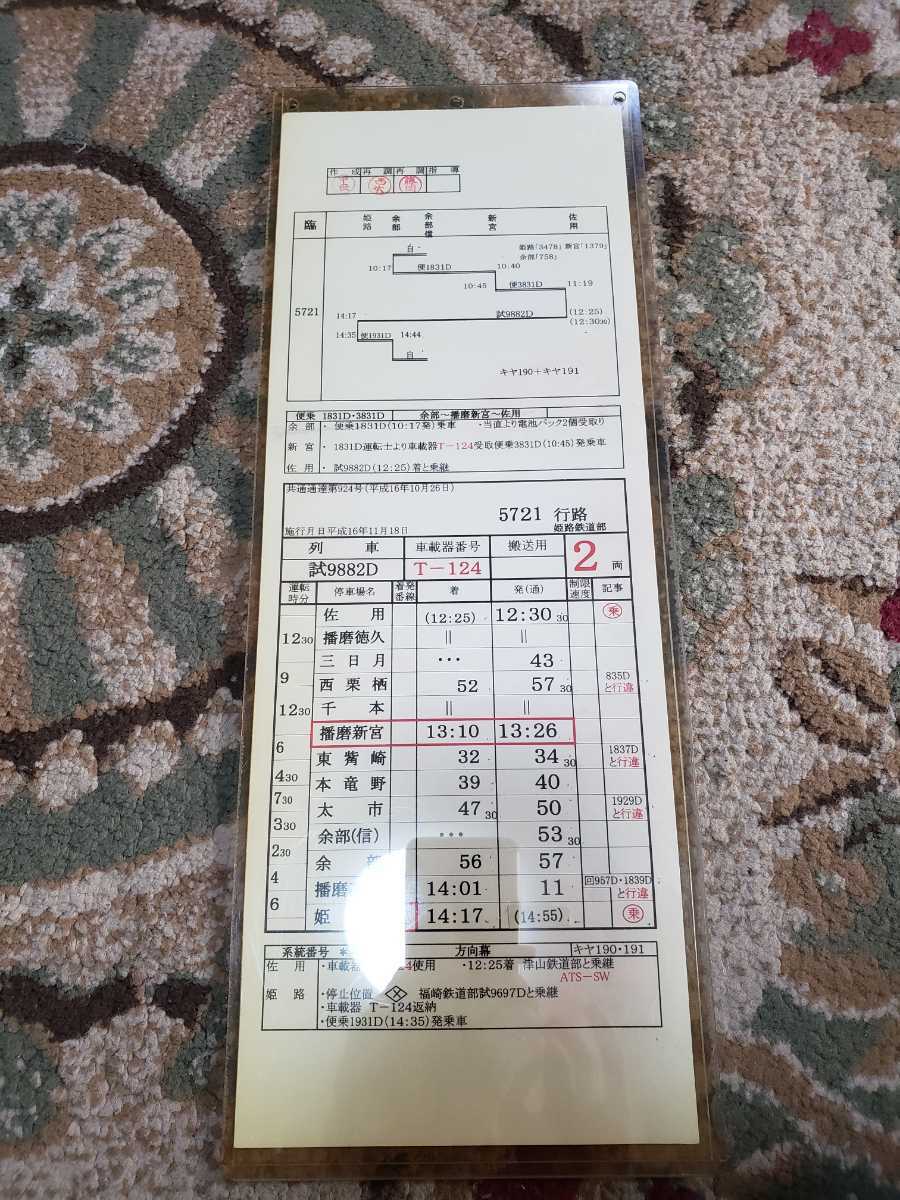 作成 再調 再調 指導
臨 姫路 余部 余部信 新宮 佐用
自 姫路「3478」新宮「1379」
余部「758」
10:17 便1831D 10:40
10:45 便3831D 11:19
5721
14:17 試9882D (12:25)
(12:30 30)
14:35 便1931D 14:44
自
キヤ190+キヤ191
便乗 1831D・3831D 余部~播磨新宮~佐用
余部 ・便乗1831D(10:17発)乗車 ・当直より電池パック2個受取り
新宮 ・1831D運転士より車載器T-124受取便乗3831D(10:45)発乗車
佐用 ・試9882D(12:25)着と乗継
共通通達第924号(平成16年10月26日)
5721 行路
施行月日平成16年11月18日 姫路鉄道部
列車 車載器番号 搬送用 2両
試9882D T-124
運転時分 停車場名 着発番線 着 発(通) 制限速度 記事
佐用 (12:25) 12:30 30 乗
12 30 播磨徳久 || ||
三日月 … 43
9 西栗栖 52 57 30 835Dと行違
12 30 千本 || ||
播磨新宮 13:10 13:26
6 東觜崎 32 34 30 1837Dと行違
4 30 本竜野 39 40
7 30 太市 47 30 50 1929Dと行違
3 30 余部(信) … 53 30
2 30 余 56 57
4 播磨 14:01 11 回957D・1839Dと行違
6 姫 14:17 (14:55) 乗
系統番号 * 方向幕 キヤ190・191
佐用 ・車載器 24使用 ・12:25着 津山鉄道部と乗継
ATS-SW
姫路 ・停止位置 福崎鉄道部試9697Dと乗継
・車載器 T-124返納
・便乗1931D(14:35)発乗車